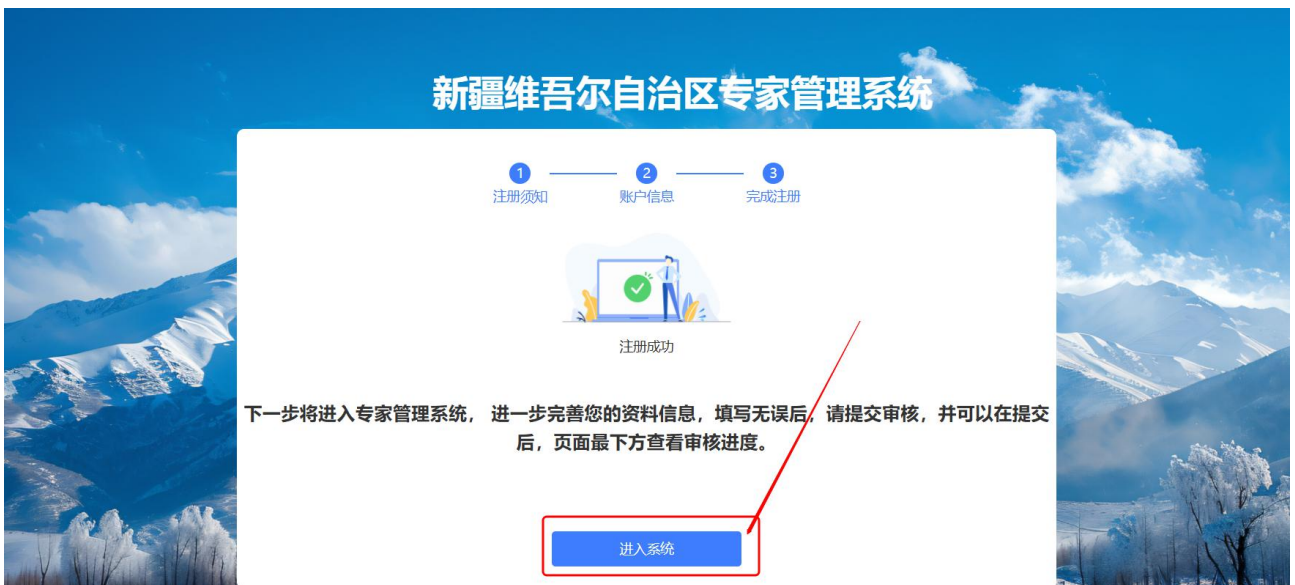 新疆维吾尔自治区专家管理系统
1 2 3
注册须知 账户信息 完成注册
注册成功
下一步将进入专家管理系统， 进一步完善您的资料信息，填写无误后，请提交审核，并可以在提交
后，页面最下方查看审核进度。
进入系统